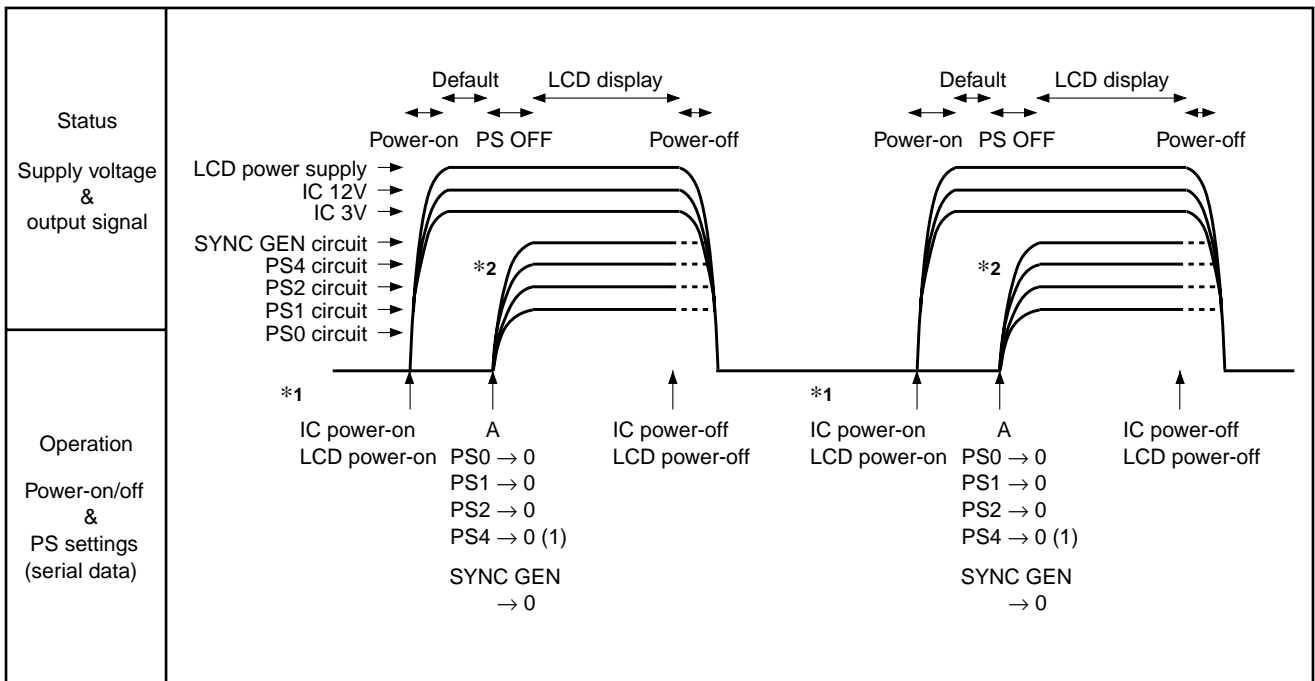 Status
Supply voltage
&
output signal
Operation
Power-on/off
&
PS settings
(serial data)
Default LCD display
Power-on PS OFF Power-off
LCD power supply
IC 12V
IC 3V
SYNC GEN circuit
PS4 circuit
PS2 circuit
PS1 circuit
PS0 circuit
*2
*1
IC power-on
LCD power-on
A
PS0 → 0
PS1 → 0
PS2 → 0
PS4 → 0 (1)
SYNC GEN
→ 0
IC power-off
LCD power-off
Default LCD display
Power-on PS OFF Power-off
*2
*1
IC power-on
LCD power-on
A
PS0 → 0
PS1 → 0
PS2 → 0
PS4 → 0 (1)
SYNC GEN
→ 0
IC power-off
LCD power-off